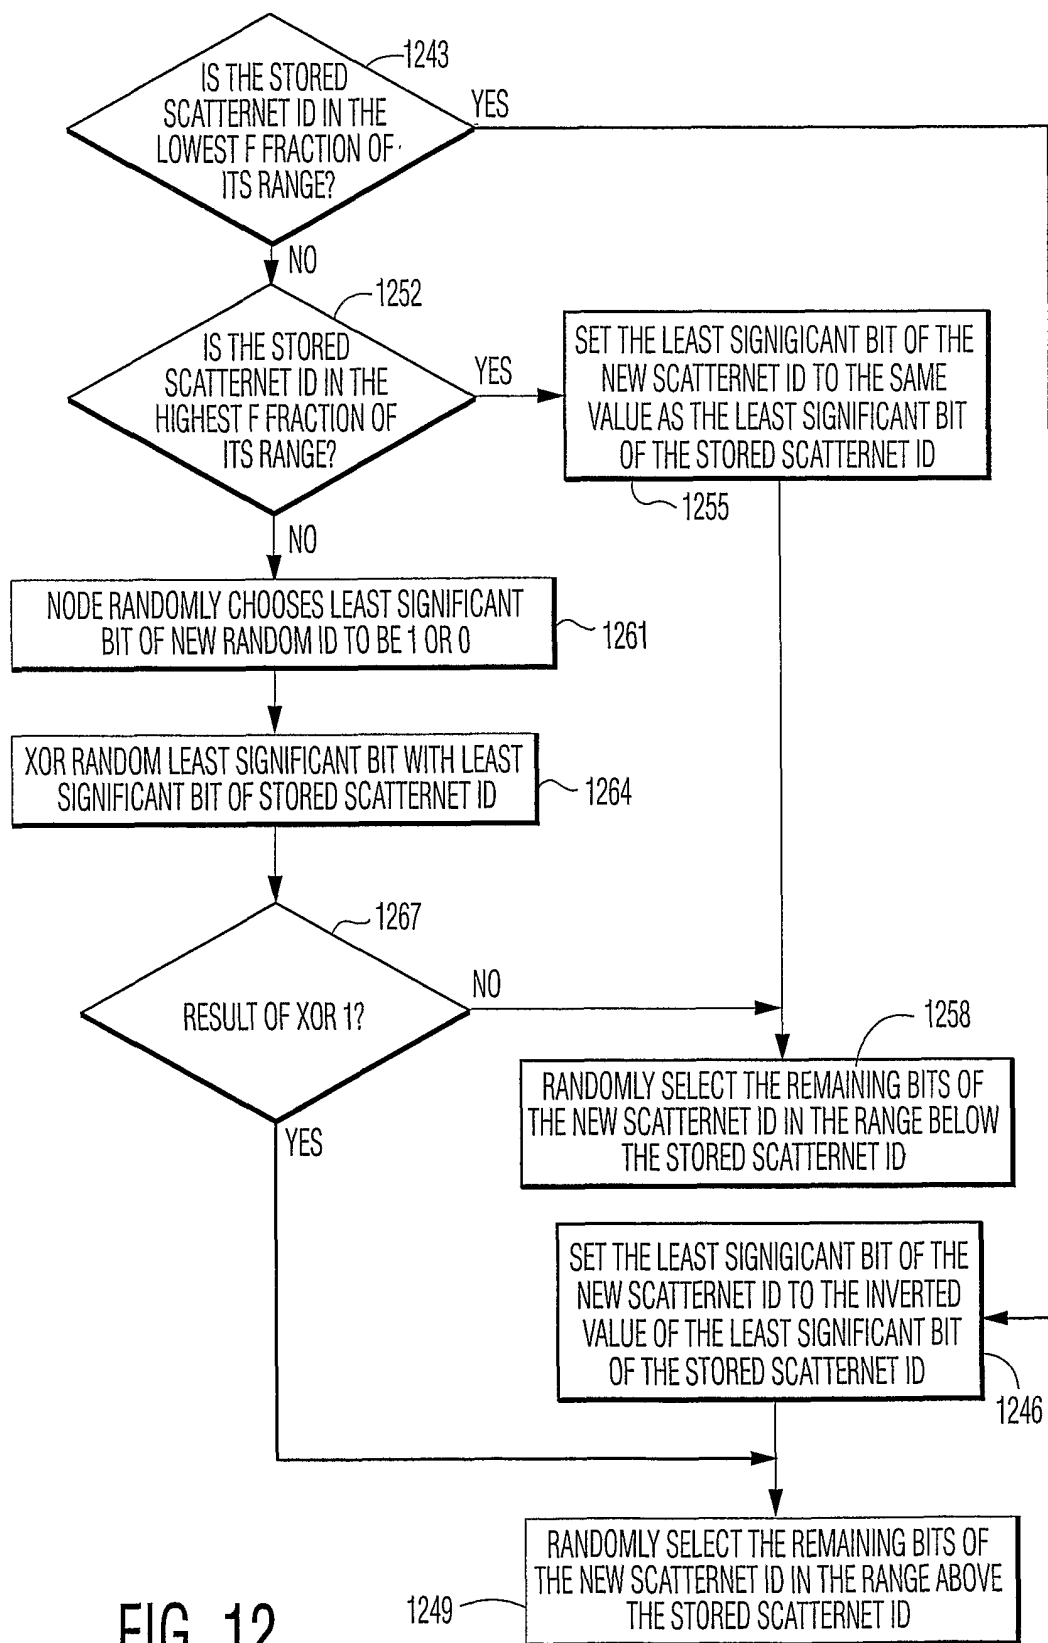 1243
IS THE STORED
SCATTERNET ID IN THE
LOWEST F FRACTION OF
ITS RANGE?
YES
NO
1252
IS THE STORED
SCATTERNET ID IN THE
HIGHEST F FRACTION OF
ITS RANGE?
YES
SET THE LEAST SIGNIGICANT BIT OF THE
NEW SCATTERNET ID TO THE SAME
VALUE AS THE LEAST SIGNIFICANT BIT
OF THE STORED SCATTERNET ID
1255
NO
NODE RANDOMLY CHOOSES LEAST SIGNIFICANT
BIT OF NEW RANDOM ID TO BE 1 OR 0
1261
XOR RANDOM LEAST SIGNIFICANT BIT WITH LEAST
SIGNIFICANT BIT OF STORED SCATTERNET ID
1264
1267
RESULT OF XOR 1?
NO
YES
1258
RANDOMLY SELECT THE REMAINING BITS OF
THE NEW SCATTERNET ID IN THE RANGE BELOW
THE STORED SCATTERNET ID
SET THE LEAST SIGNIGICANT BIT OF THE
NEW SCATTERNET ID TO THE INVERTED
VALUE OF THE LEAST SIGNIFICANT BIT
OF THE STORED SCATTERNET ID
1246
RANDOMLY SELECT THE REMAINING BITS OF
THE NEW SCATTERNET ID IN THE RANGE ABOVE
THE STORED SCATTERNET ID
1249
FIG. 12